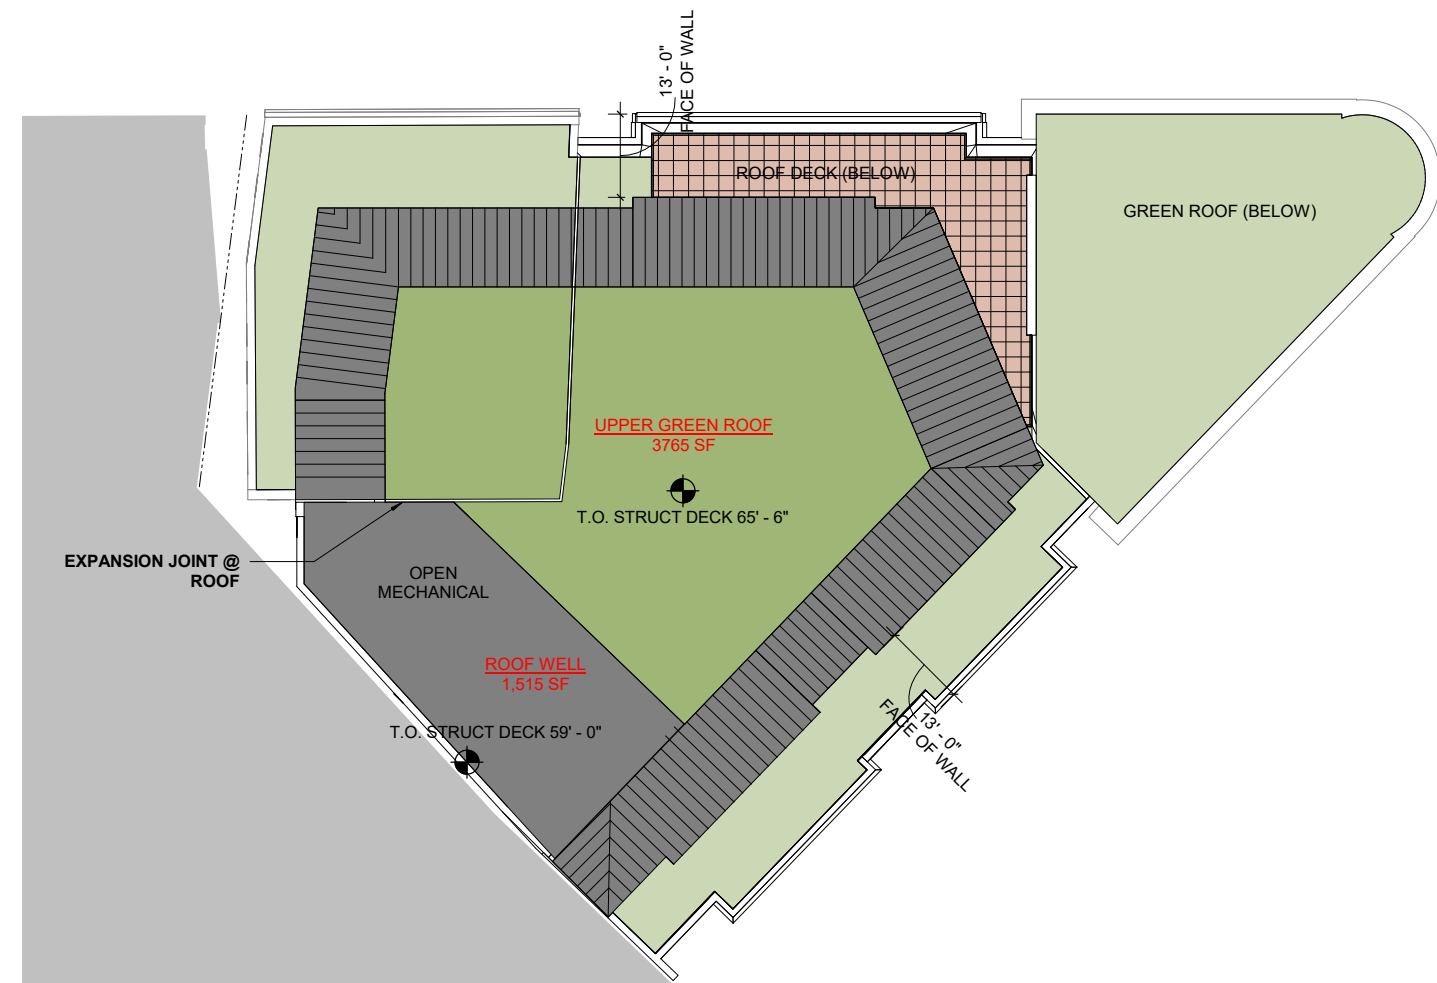 13' - 0"
FACE OF WALL
ROOF DECK (BELOW)
GREEN ROOF (BELOW)
UPPER GREEN ROOF
3765 SF
T.O. STRUCT DECK 65' - 6"
EXPANSION JOINT @
ROOF
OPEN
MECHANICAL
ROOF WELL
1,515 SF
T.O. STRUCT DECK 59' - 0"
13' - 0"
FACE OF WALL